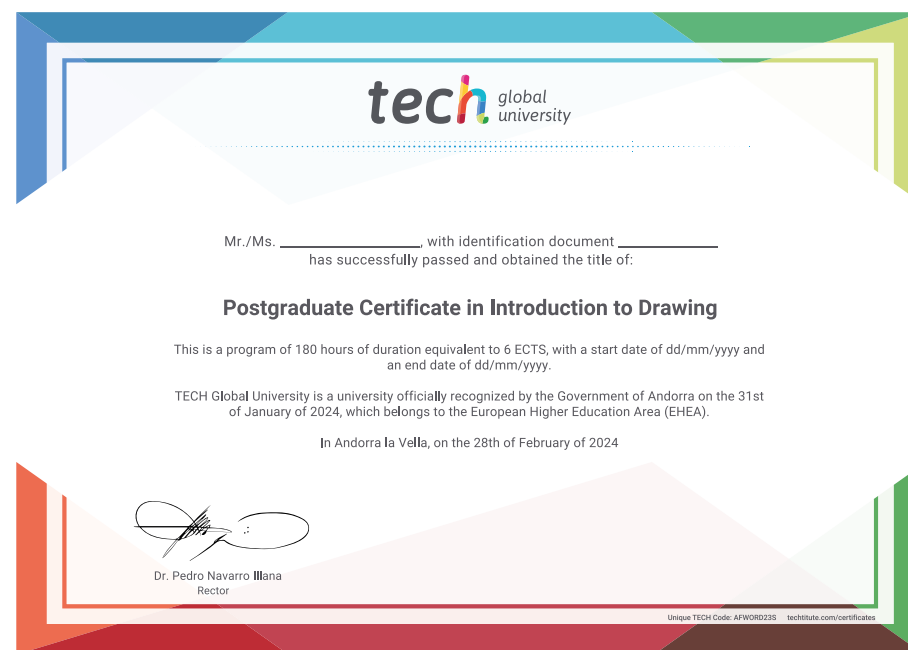 tech global
university
Mr./Ms. ____________, with identification document ____________
has successfully passed and obtained the title of:
Postgraduate Certificate in Introduction to Drawing
This is a program of 180 hours of duration equivalent to 6 ECTS, with a start date of dd/mm/yyyy and
an end date of dd/mm/yyyy.
TECH Global University is a university officially recognized by the Government of Andorra on the 31st
of January of 2024, which belongs to the European Higher Education Area (EHEA).
In Andorra la Vella, on the 28th of February of 2024
Dr. Pedro Navarro Illana
Rector
Unique TECH Code: AFWORD23S techtitute.com/certificates